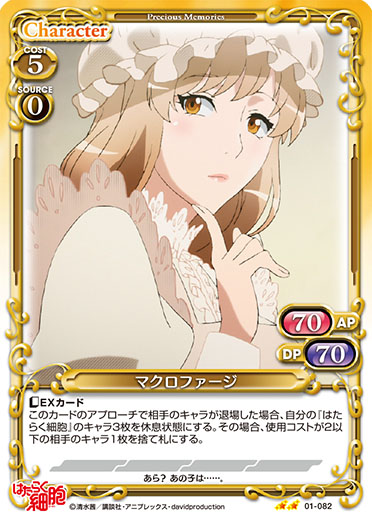 Precious Memories
Character
COST
5
SOURCE
0
70 AP
DP 70
マクロファージ
EXカード
このカードのアプローチで相手のキャラが退場した場合、自分の『はた
らく細胞』のキャラ3枚を休息状態にする。その場合、使用コストが2以
下の相手のキャラ1枚を捨て札にする。
あら? あの子は……。
はたらく
細胞
01-082
©清水茜/講談社・アニプレックス・davidproduction